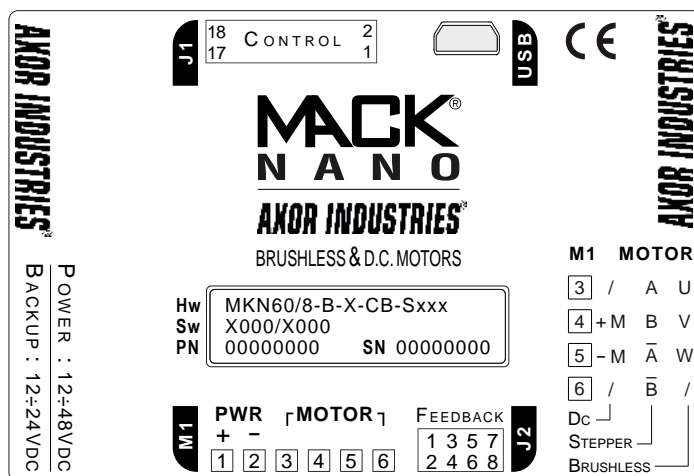 AXOR INDUSTRIES®
POWER : 12÷48VDC
BACKUP : 12÷24VDC
J1
18 CONTROL 2
17 1
USB
CE
AXOR INDUSTRIES
MACK®
NANO
AXOR INDUSTRIES®
BRUSHLESS & D.C. MOTORS
Hw MKN60/8-B-X-CB-Sxxx
Sw X000/X000
PN 00000000 SN 00000000
M1
PWR MOTOR
+ -
1 2 3 4 5 6
FEEDBACK
1 3 5 7
2 4 6 8
J2
M1 MOTOR
3 / A U
4 +M B V
5 -M A̅ W
6 / B̅ /
DC
STEPPER
BRUSHLESS